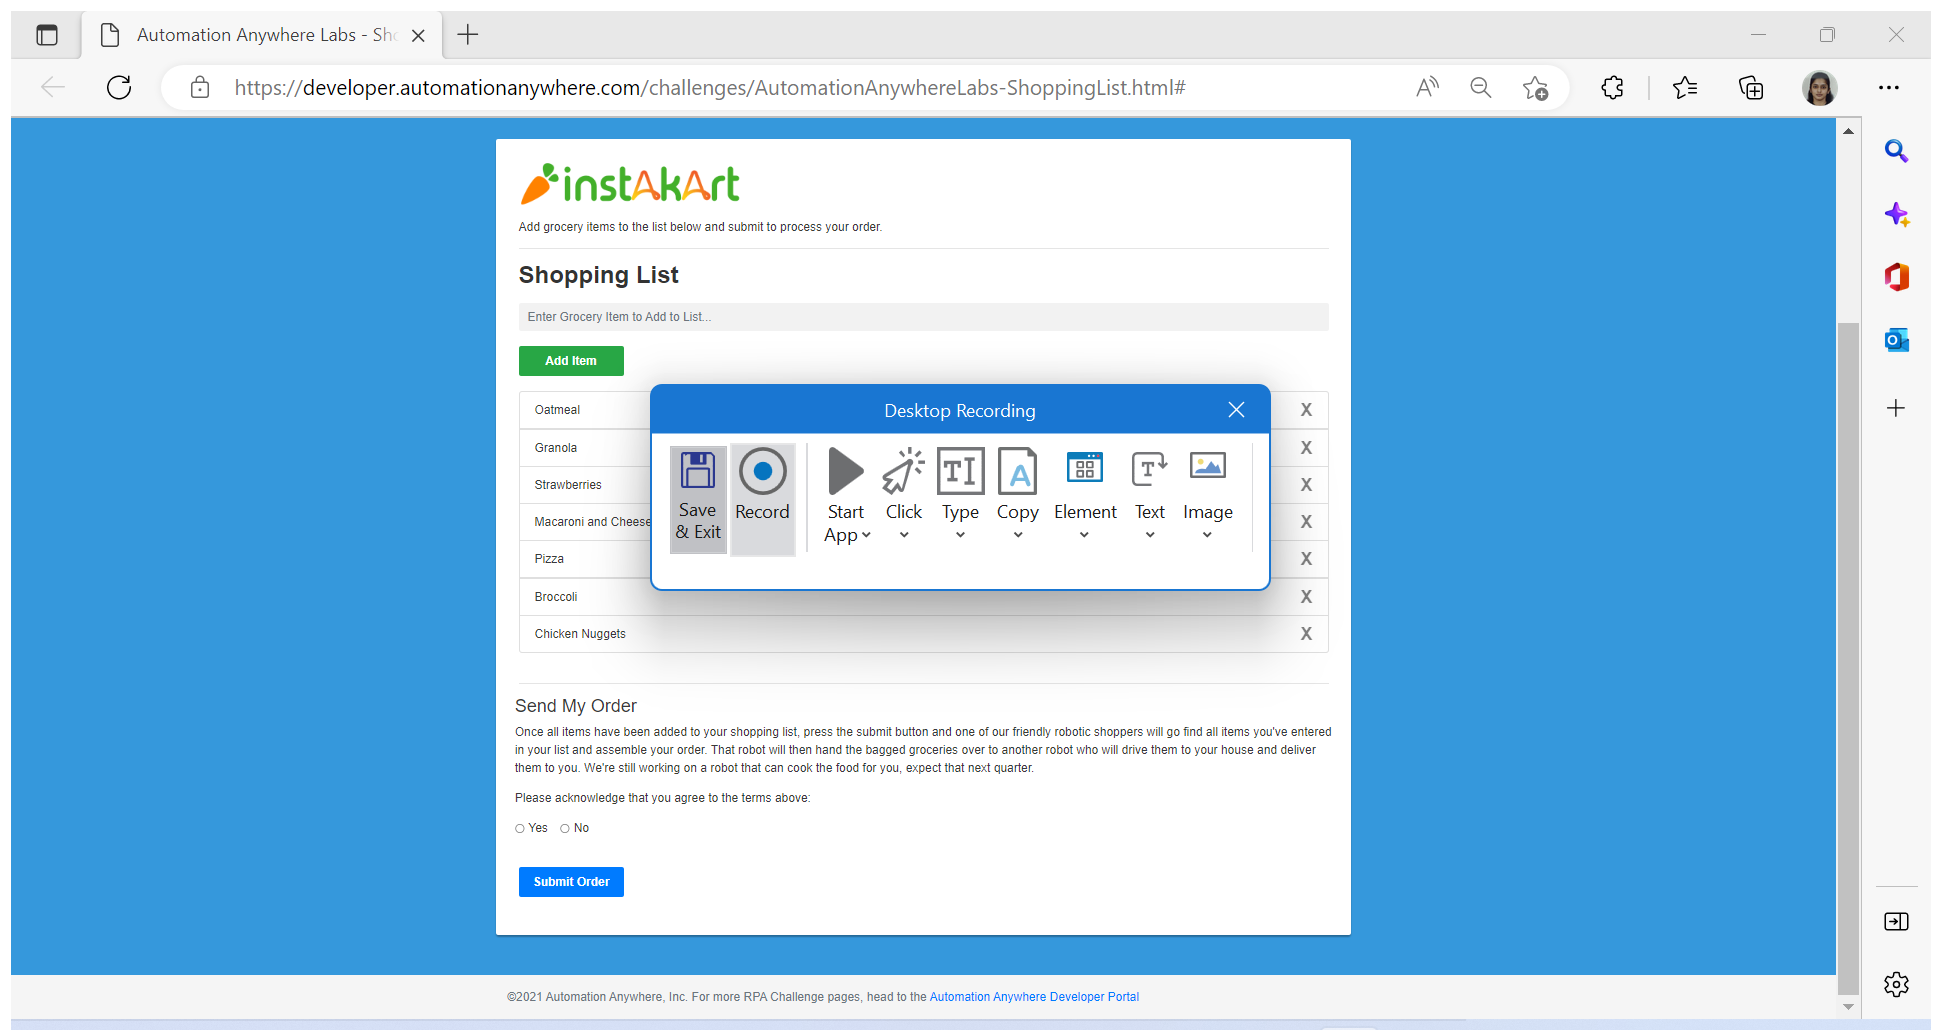 Automation Anywhere Labs - Sho
https://developer.automationanywhere.com/challenges/AutomationAnywhereLabs-ShoppingList.html#
instAkArt
Add grocery items to the list below and submit to process your order.
Shopping List
Enter Grocery Item to Add to List...
Add Item
Desktop Recording
Save & Exit
Record
Start App
Click
Type
Copy
Element
Text
Image
Oatmeal X
Granola X
Strawberries X
Macaroni and Cheese X
Pizza X
Broccoli X
Chicken Nuggets X
Send My Order
Once all items have been added to your shopping list, press the submit button and one of our friendly robotic shoppers will go find all items you've entered
in your list and assemble your order. That robot will then hand the bagged groceries over to another robot who will drive them to your house and deliver
them to you. We're still working on a robot that can cook the food for you, expect that next quarter.
Please acknowledge that you agree to the terms above:
Yes No
Submit Order
©2021 Automation Anywhere, Inc. For more RPA Challenge pages, head to the Automation Anywhere Developer Portal